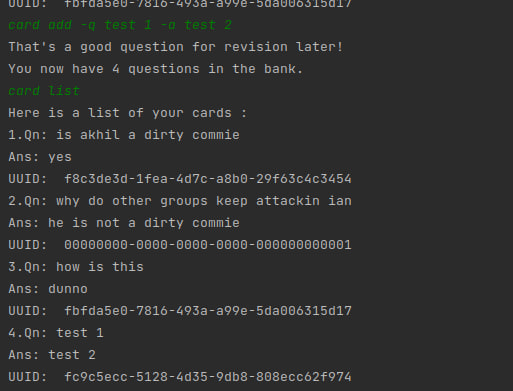 UUID:  fbfda5e0-7816-493a-a99e-5da006315d17
card add -q test 1 -a test 2
That's a good question for revision later!
You now have 4 questions in the bank.
card list
Here is a list of your cards :
1.Qn: is akhil a dirty commie
Ans: yes
UUID:  f8c3de3d-1fea-4d7c-a8b0-29f63c4c3454
2.Qn: why do other groups keep attackin ian
Ans: he is not a dirty commie
UUID:  00000000-0000-0000-0000-000000000001
3.Qn: how is this
Ans: dunno
UUID:  fbfda5e0-7816-493a-a99e-5da006315d17
4.Qn: test 1
Ans: test 2
UUID:  fc9c5ecc-5128-4d35-9db8-808ecc62f974